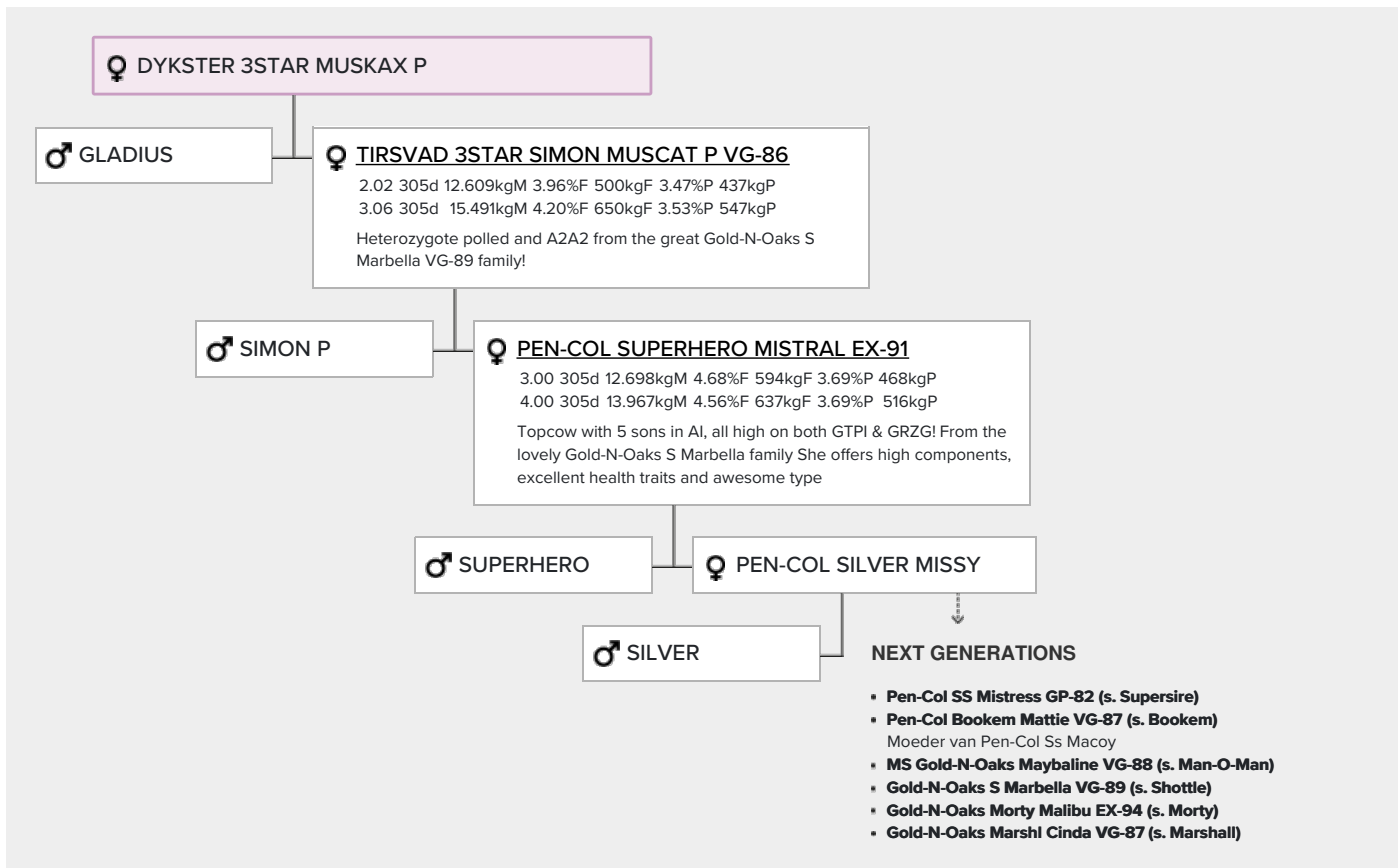 ♀ DYKSTER 3STAR MUSKAX P
♂ GLADIUS
♀ TIRSVAD 3STAR SIMON MUSCAT P VG-86
2.02 305d 12.609kgM 3.96%F 500kgF 3.47%P 437kgP
3.06 305d 15.491kgM 4.20%F 650kgF 3.53%P 547kgP
Heterozygote polled and A2A2 from the great Gold-N-Oaks S
Marbella VG-89 family!
♂ SIMON P
♀ PEN-COL SUPERHERO MISTRAL EX-91
3.00 305d 12.698kgM 4.68%F 594kgF 3.69%P 468kgP
4.00 305d 13.967kgM 4.56%F 637kgF 3.69%P 516kgP
Topcow with 5 sons in AI, all high on both GTPI & GRZG! From the
lovely Gold-N-Oaks S Marbella family She offers high components,
excellent health traits and awesome type
♂ SUPERHERO
♀ PEN-COL SILVER MISSY
♂ SILVER
NEXT GENERATIONS
• Pen-Col SS Mistress GP-82 (s. Supersire)
• Pen-Col Bookem Mattie VG-87 (s. Bookem)
Moeder van Pen-Col Ss Macoy
• MS Gold-N-Oaks Maybaline VG-88 (s. Man-O-Man)
• Gold-N-Oaks S Marbella VG-89 (s. Shottle)
• Gold-N-Oaks Morty Malibu EX-94 (s. Morty)
• Gold-N-Oaks Marshl Cinda VG-87 (s. Marshall)